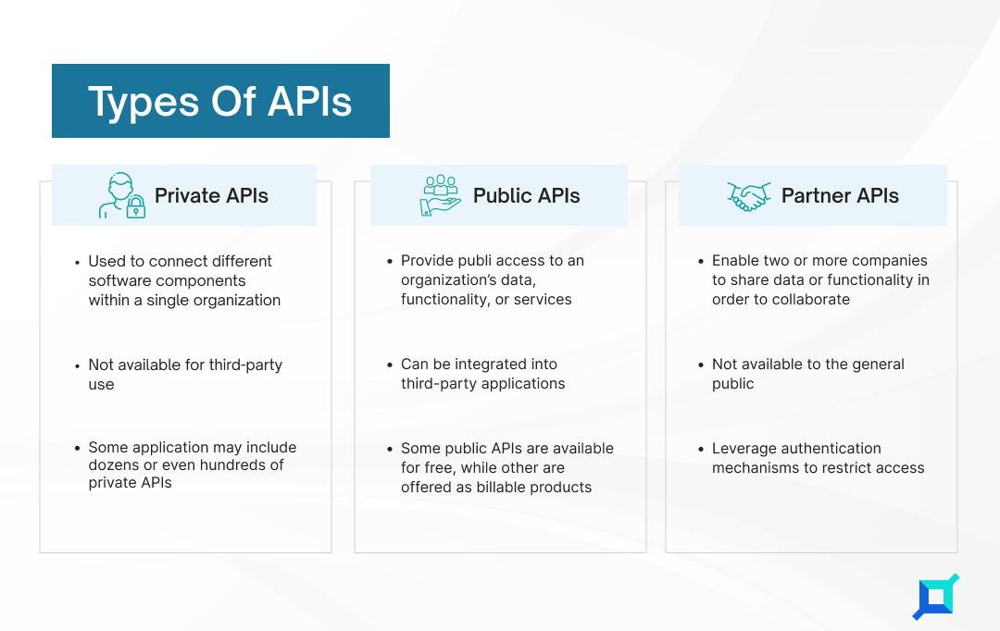 Types Of APIs
Private APIs
• Used to connect different
software components
within a single organization
• Not available for third-party
use
• Some application may include
dozens or even hundreds of
private APIs
Public APIs
• Provide publi access to an
organization's data,
functionality, or services
• Can be integrated into
third-party applications
• Some public APIs are available
for free, while other are
offered as billable products
Partner APIs
• Enable two or more companies
to share data or functionality in
order to collaborate
• Not available to the general
public
• Leverage authentication
mechanisms to restrict access